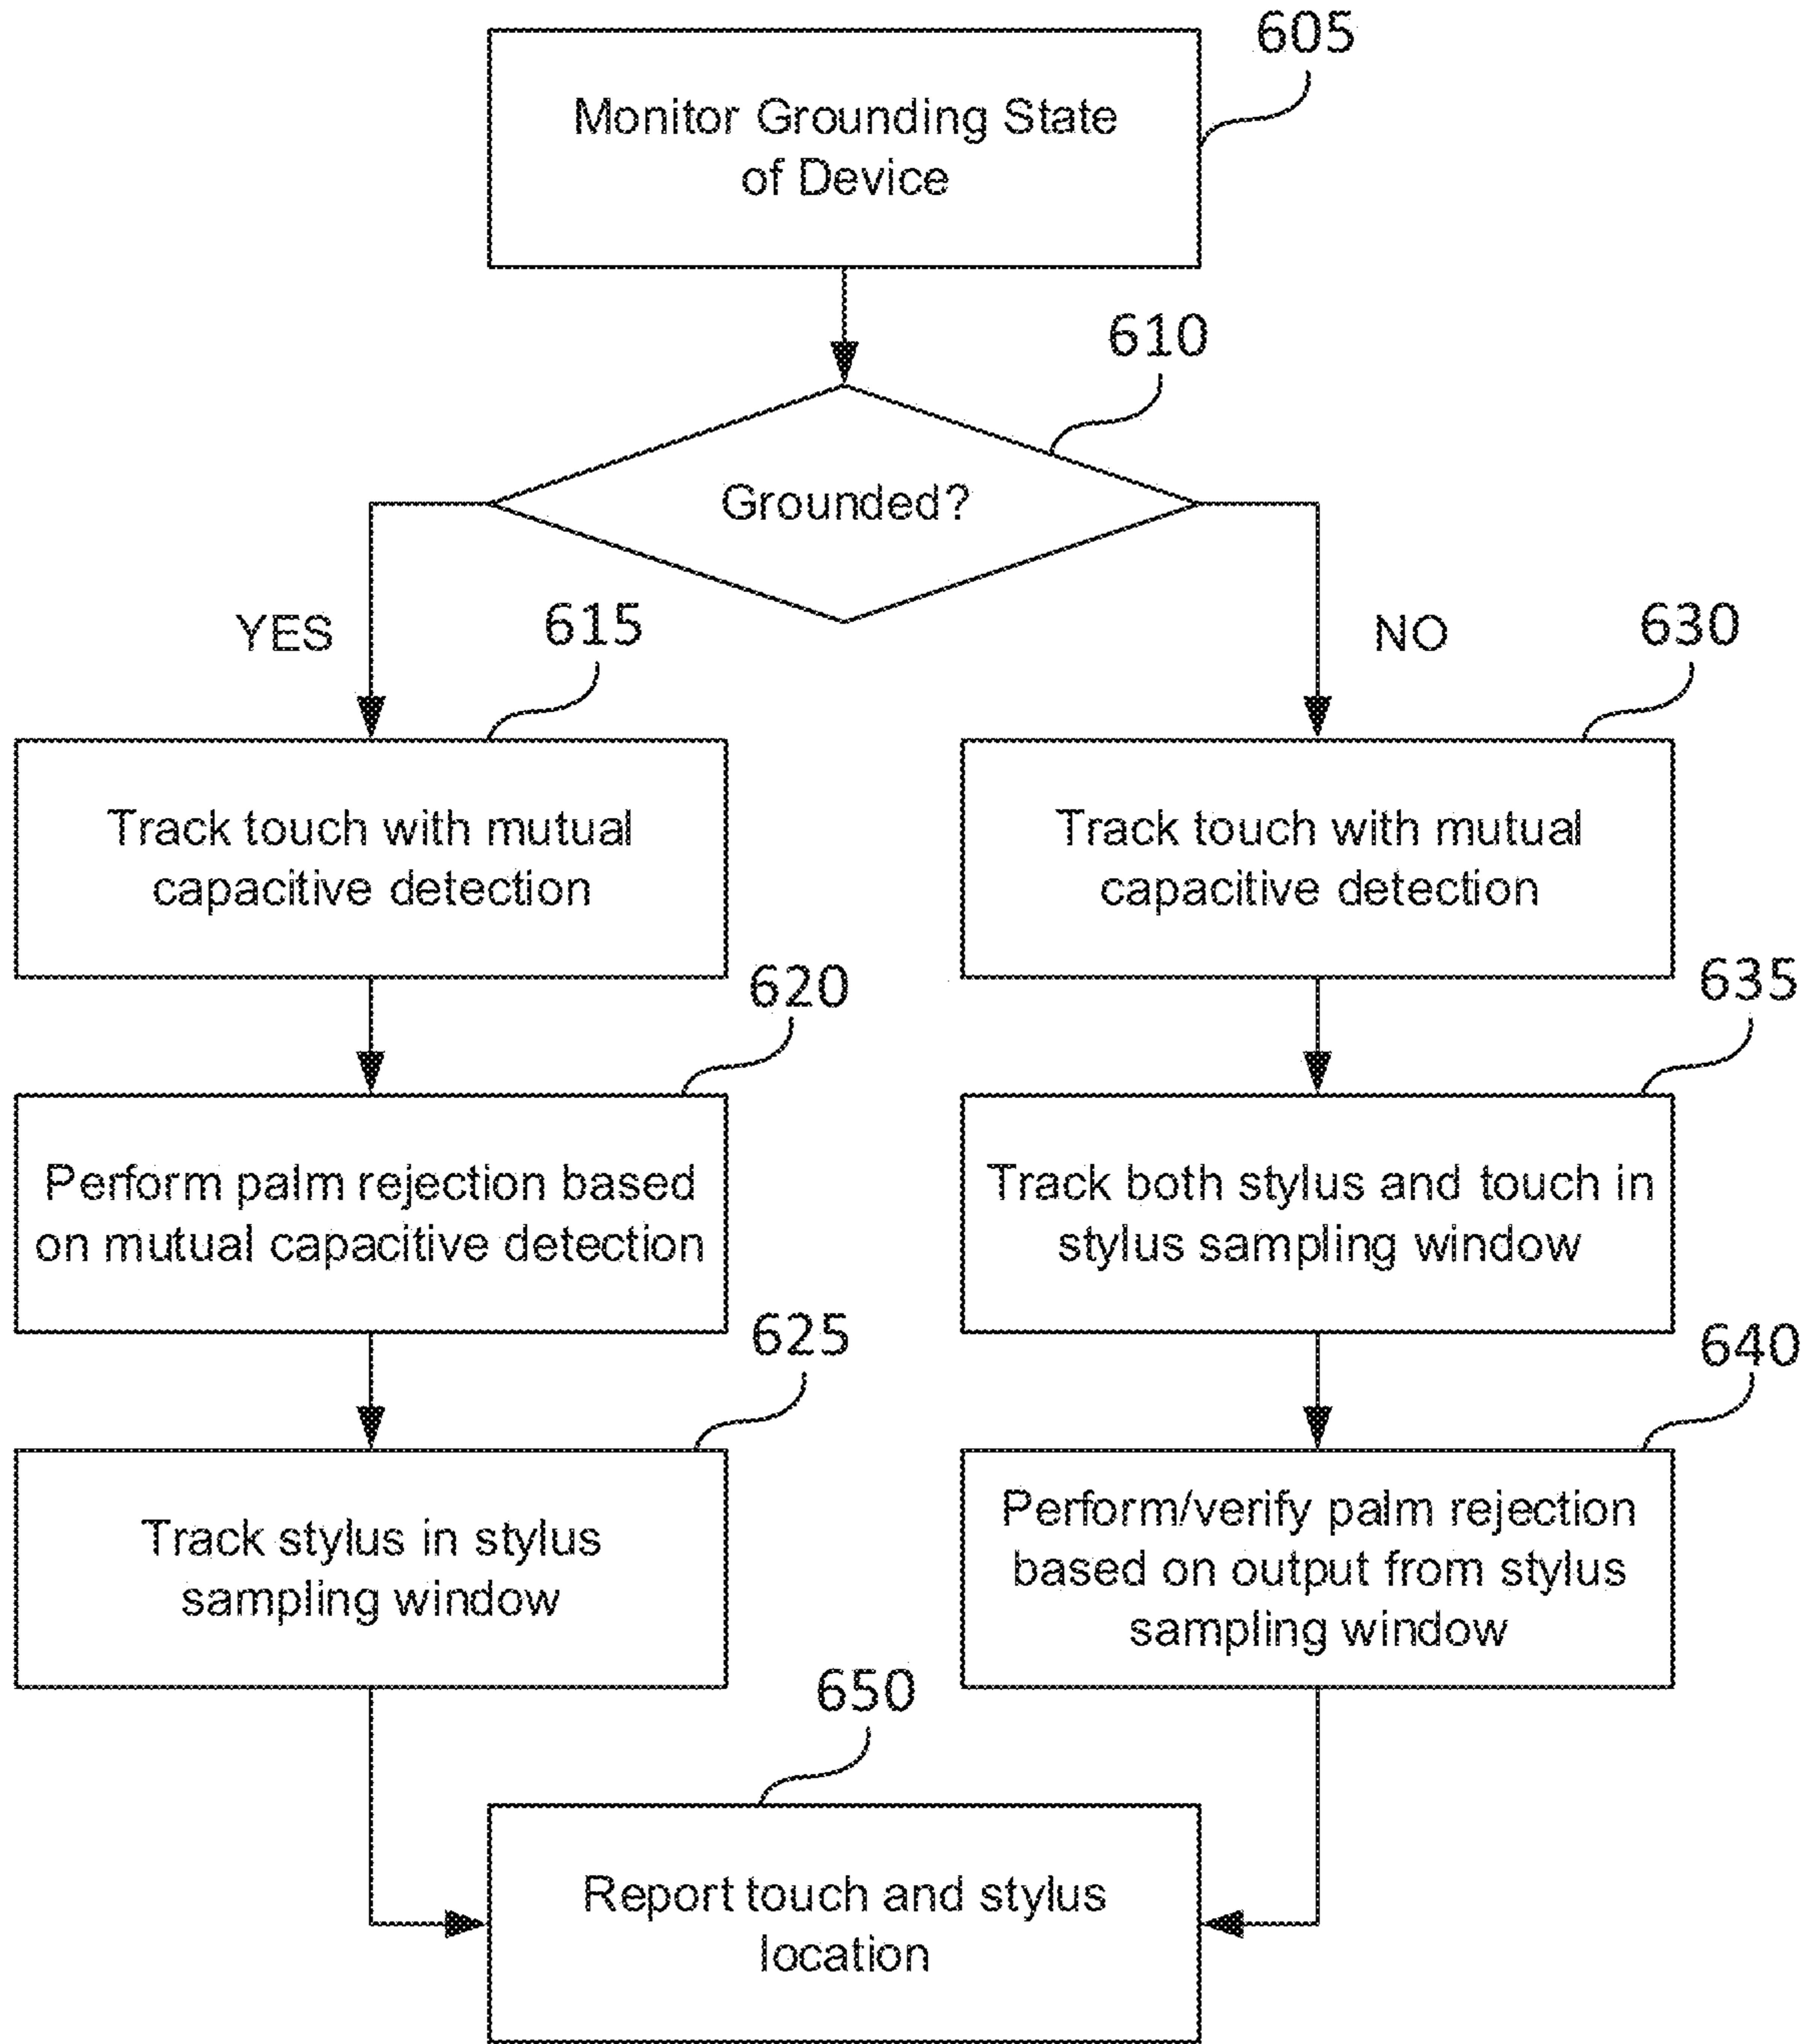 605
Monitor Grounding State
of Device
610
Grounded?
YES
615
NO
630
Track touch with mutual
capacitive detection
Track touch with mutual
capacitive detection
620
635
Perform palm rejection based
on mutual capacitive detection
Track both stylus and touch in
stylus sampling window
625
640
Track stylus in stylus
sampling window
Perform/verify palm rejection
based on output from stylus
sampling window
650
Report touch and stylus
location